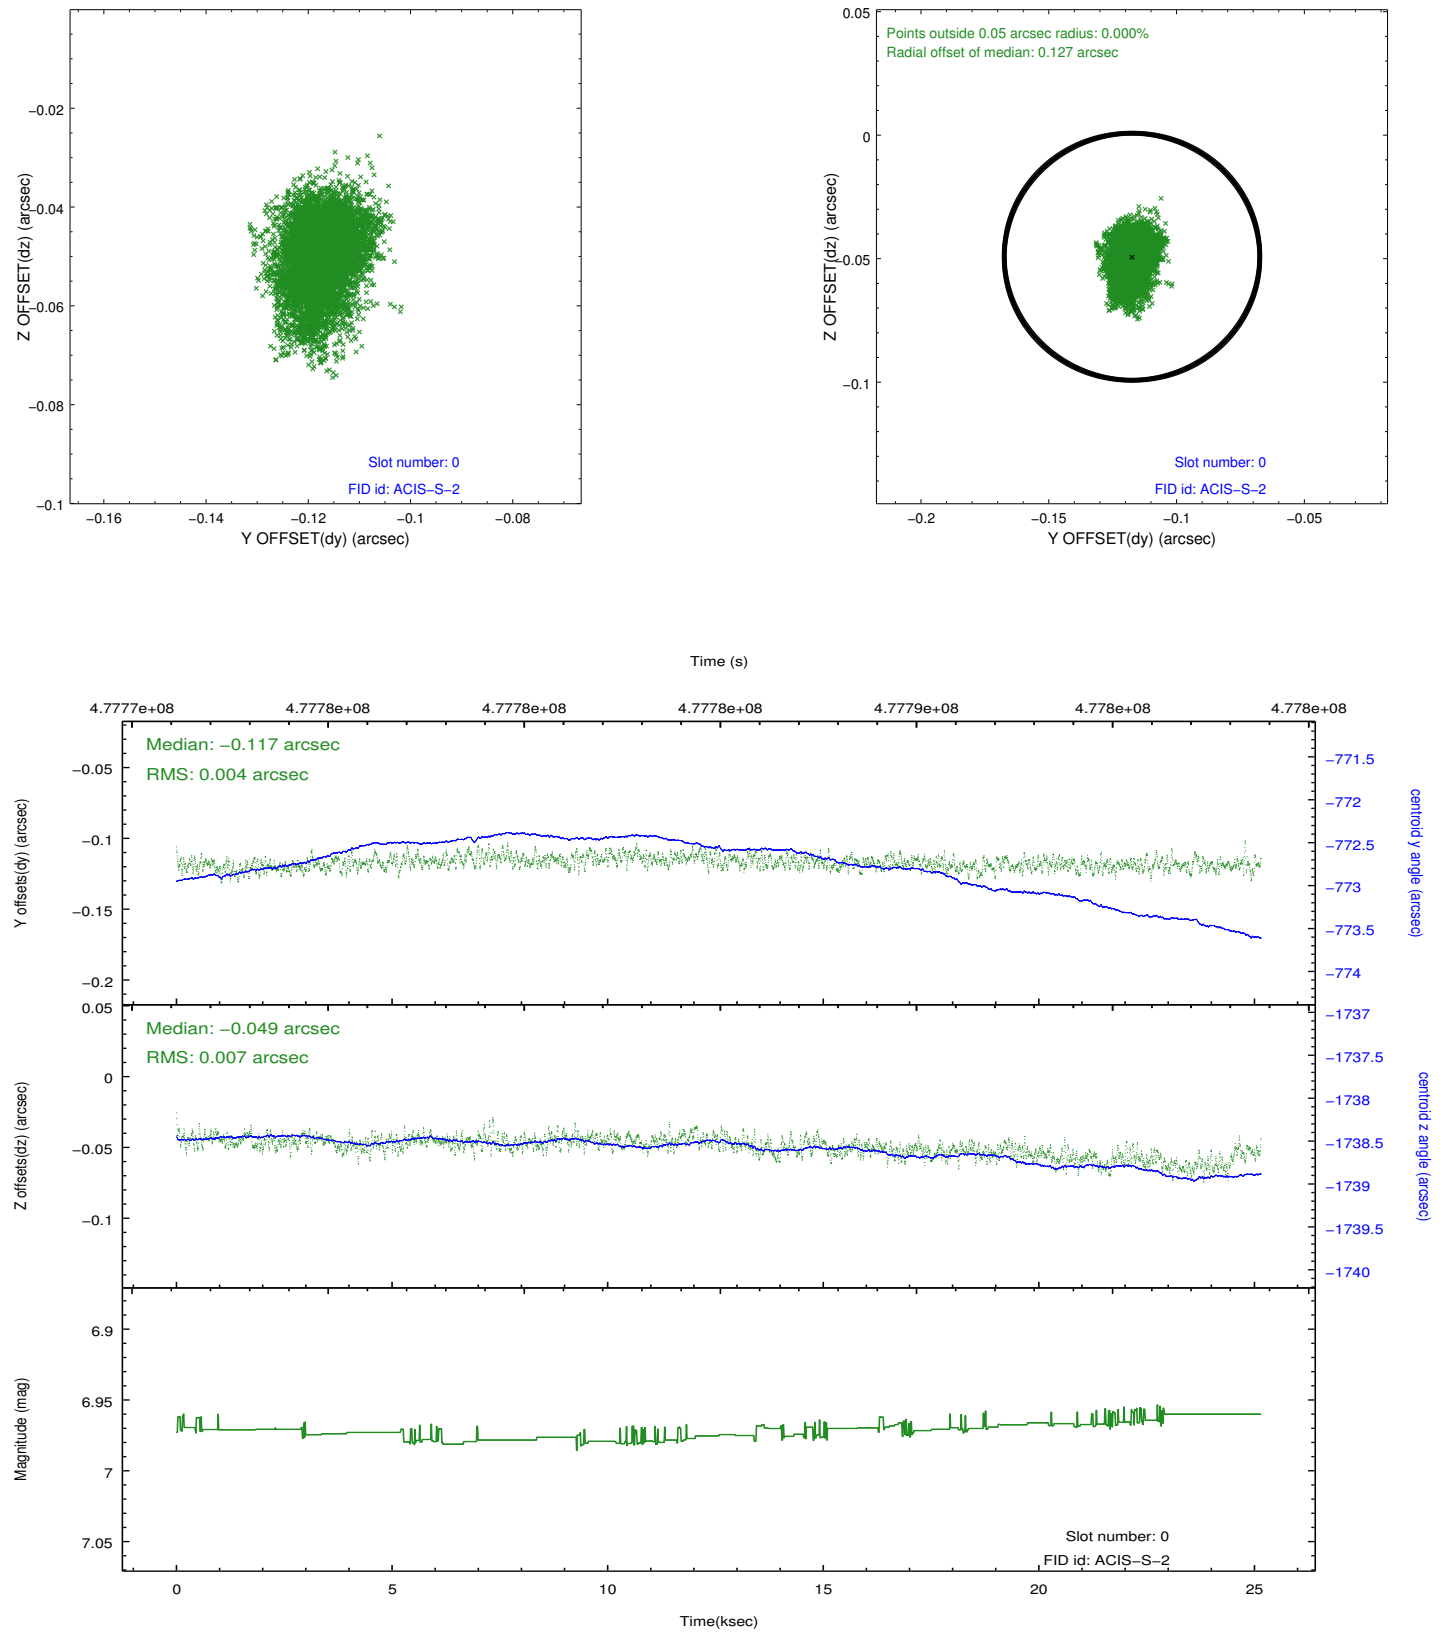 −0.02
−0.04
−0.06
−0.08
−0.1
Z OFFSET(dz) (arcsec)
Slot number: 0
FID id: ACIS−S−2
−0.16
−0.14
−0.12
−0.1
−0.08
Y OFFSET(dy) (arcsec)
0.05
0
−0.05
−0.1
Z OFFSET(dz) (arcsec)
Points outside 0.05 arcsec radius: 0.000%
Radial offset of median: 0.127 arcsec
Slot number: 0
FID id: ACIS−S−2
−0.2
−0.15
−0.1
−0.05
Y OFFSET(dy) (arcsec)
Time (s)
4.7777e+08
4.7778e+08
4.7778e+08
4.7778e+08
4.7779e+08
4.778e+08
4.778e+08
Median: −0.117 arcsec
RMS: 0.004 arcsec
−0.05
−0.1
−0.15
−0.2
Y offsets(dy) (arcsec)
−771.5
−772
−772.5
−773
−773.5
−774
centroid y angle (arcsec)
Median: −0.049 arcsec
RMS: 0.007 arcsec
0.05
0
−0.05
−0.1
Z offsets(dz) (arcsec)
−1737
−1737.5
−1738
−1738.5
−1739
−1739.5
−1740
centroid z angle (arcsec)
6.9
6.95
7
7.05
Magnitude (mag)
Slot number: 0
FID id: ACIS−S−2
0
5
10
15
20
25
Time(ksec)